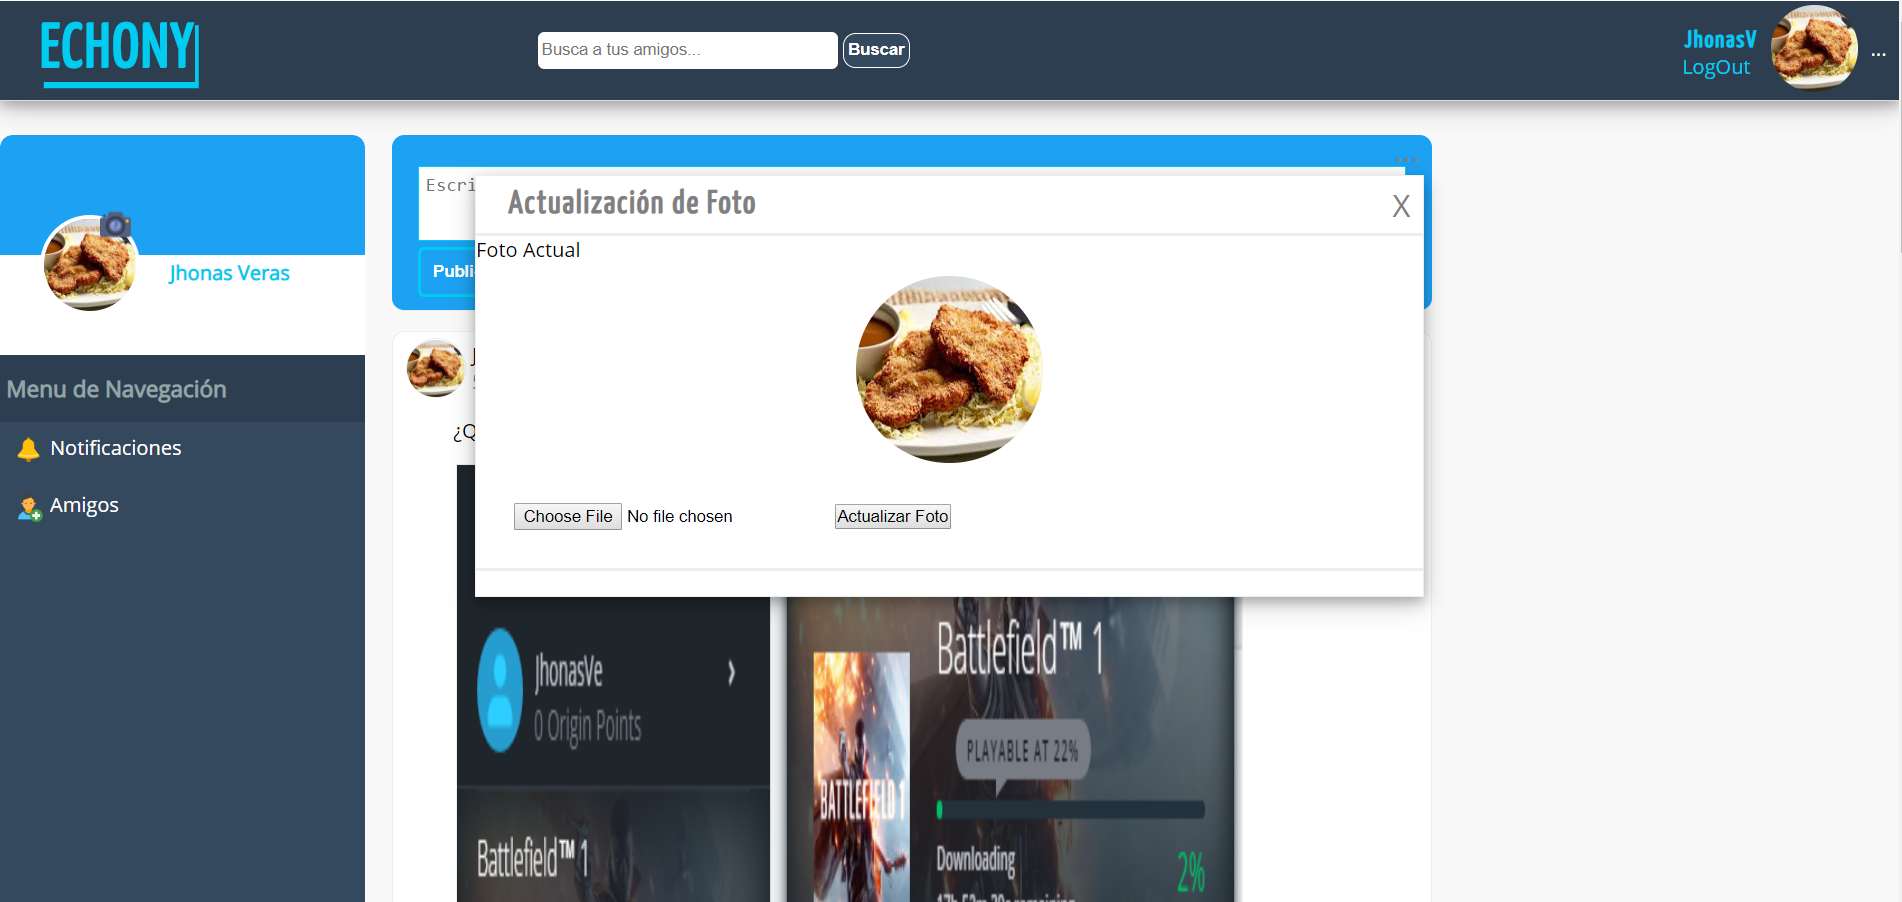 ECHONY
Busca a tus amigos...
Buscar
JhonasV
LogOut
...
Jhonas Veras
Menu de Navegación
Notificaciones
Amigos
Escri
Publi
Actualización de Foto
X
Foto Actual
Choose File No file chosen
Actualizar Foto
¿Q
JhonasVe
0 Origin Points
Battlefield™ 1
Battlefield™ 1
PLAYABLE AT 22%
BATTLEFIELD 1
Downloading
2%